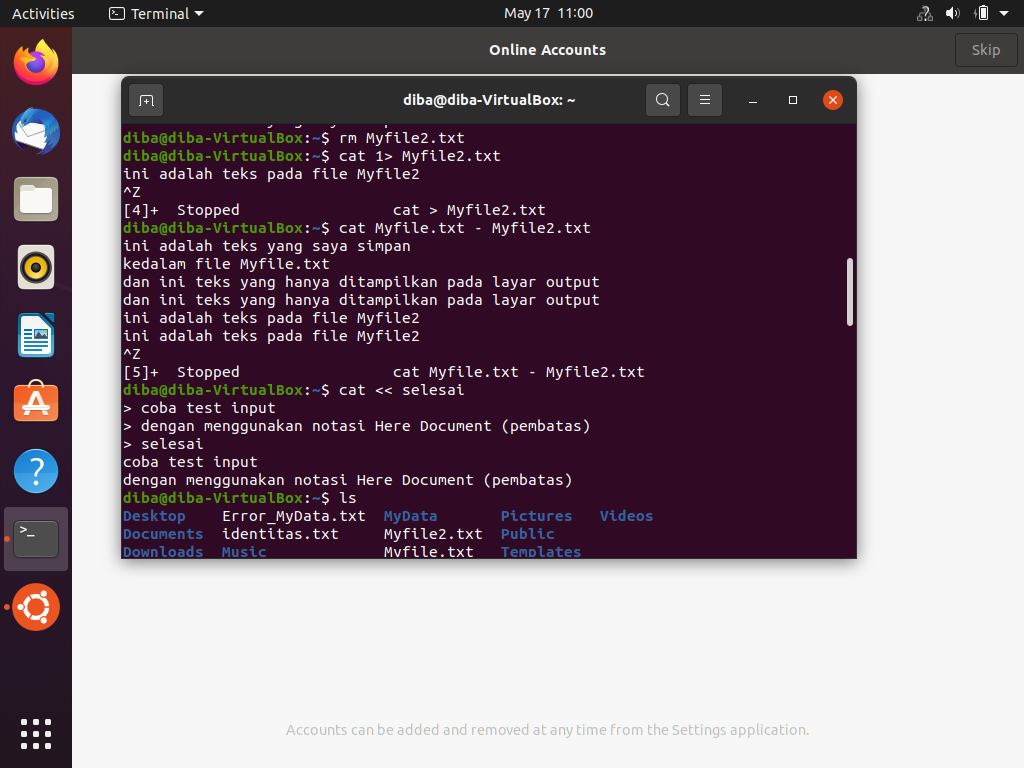 Activities Terminal May 17 11:00
Online Accounts Skip
diba@diba-VirtualBox: ~
diba@diba-VirtualBox:~$ rm Myfile2.txt
diba@diba-VirtualBox:~$ cat 1> Myfile2.txt
ini adalah teks pada file Myfile2
^Z
[4]+  Stopped                 cat > Myfile2.txt
diba@diba-VirtualBox:~$ cat Myfile.txt - Myfile2.txt
ini adalah teks yang saya simpan
kedalam file Myfile.txt
dan ini teks yang hanya ditampilkan pada layar output
dan ini teks yang hanya ditampilkan pada layar output
ini adalah teks pada file Myfile2
ini adalah teks pada file Myfile2
^Z
[5]+  Stopped                 cat Myfile.txt - Myfile2.txt
diba@diba-VirtualBox:~$ cat << selesai
> coba test input
> dengan menggunakan notasi Here Document (pembatas)
> selesai
coba test input
dengan menggunakan notasi Here Document (pembatas)
diba@diba-VirtualBox:~$ ls
Desktop    Error_MyData.txt  MyData       Pictures   Videos
Documents  identitas.txt     Myfile2.txt  Public
Downloads  Music             Myfile.txt   Templates
Accounts can be added and removed at any time from the Settings application.